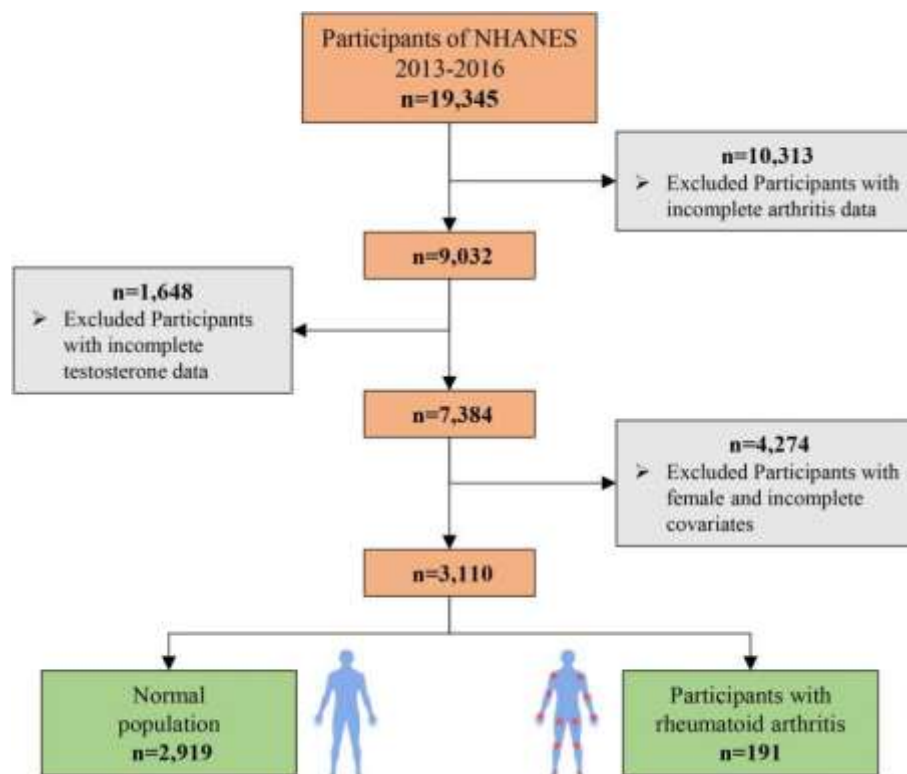 Participants of NHANES
2013-2016
n=19,345
n=10,313
➢ Excluded Participants with
incomplete arthritis data
n=9,032
n=1,648
➢ Excluded Participants
with incomplete
testosterone data
n=7,384
n=4,274
➢ Excluded Participants with
female and incomplete
covariates
n=3,110
Normal
population
n=2,919
Participants with
rheumatoid arthritis
n=191